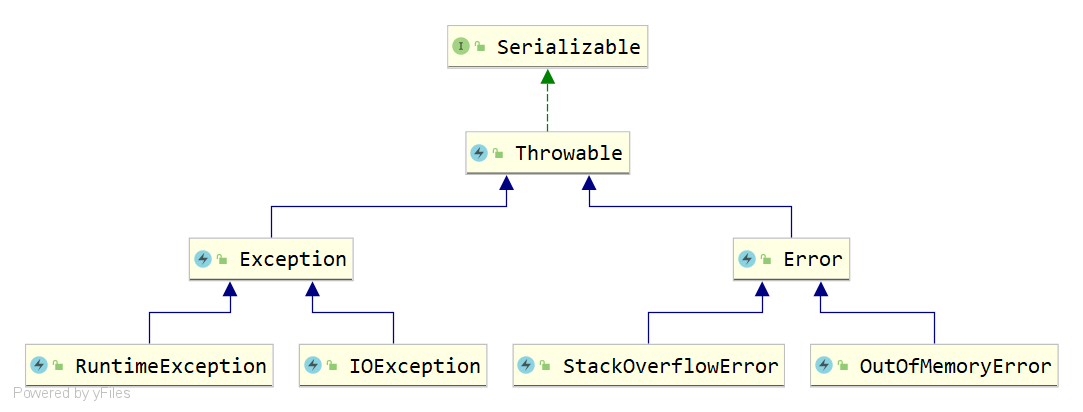 Serializable
Throwable
Exception
Error
RuntimeException
IOException
StackOverflowError
OutOfMemoryError
Powered by yFiles